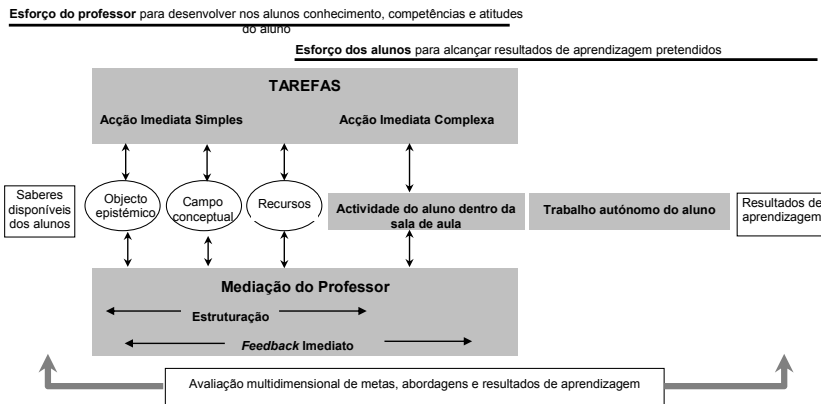 Esforço do professor para desenvolver nos alunos conhecimento, competências e atitudes
do aluno
Esforço dos alunos para alcançar resultados de aprendizagem pretendidos
TAREFAS
Acção Imediata Simples
Acção Imediata Complexa
Saberes
disponíveis
dos alunos
Objecto
epistémico
Campo
conceptual
Recursos
Actividade do aluno dentro da
sala de aula
Trabalho autónomo do aluno
Resultados de
aprendizagem
Mediação do Professor
Estruturação
Feedback Imediato
Avaliação multidimensional de metas, abordagens e resultados de aprendizagem